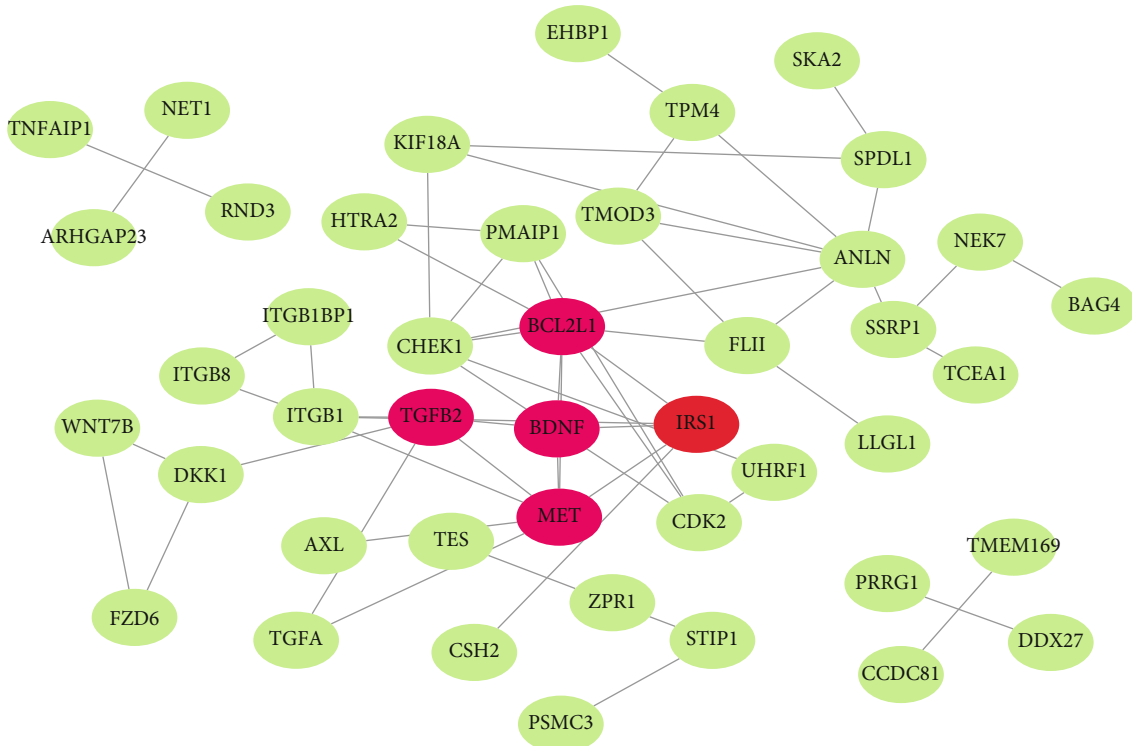 EHBP1
SKA2
NET1
TPM4
TNFAIP1
KIF18A
SPDL1
RND3
HTRA2
TMOD3
ARHGAP23
PMAIP1
NEK7
ANLN
BAG4
ITGB1BP1
BCL2L1
SSRP1
CHEK1
FLII
ITGB8
TCEA1
ITGB1
TGFB2
BDNF
IRS1
WNT7B
LLGL1
DKK1
UHRF1
MET
CDK2
AXL
TES
TMEM169
PRRG1
ZPR1
FZD6
TGFA
CSH2
STIP1
DDX27
CCDC81
PSMC3